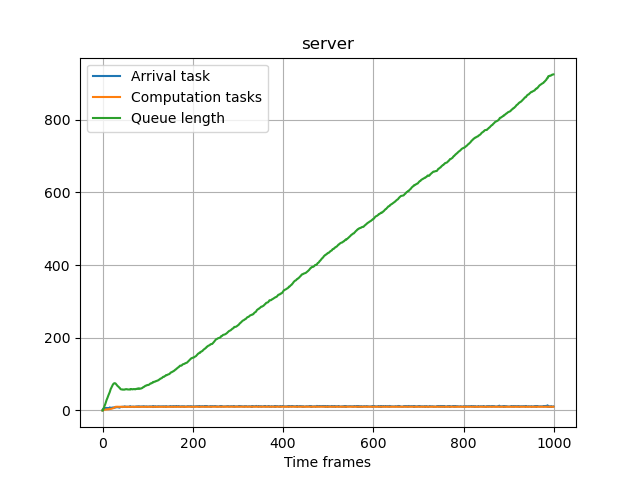 server
Arrival task
Computation tasks
Queue length
800
600
400
200
0
0 200 400 600 800 1000
Time frames